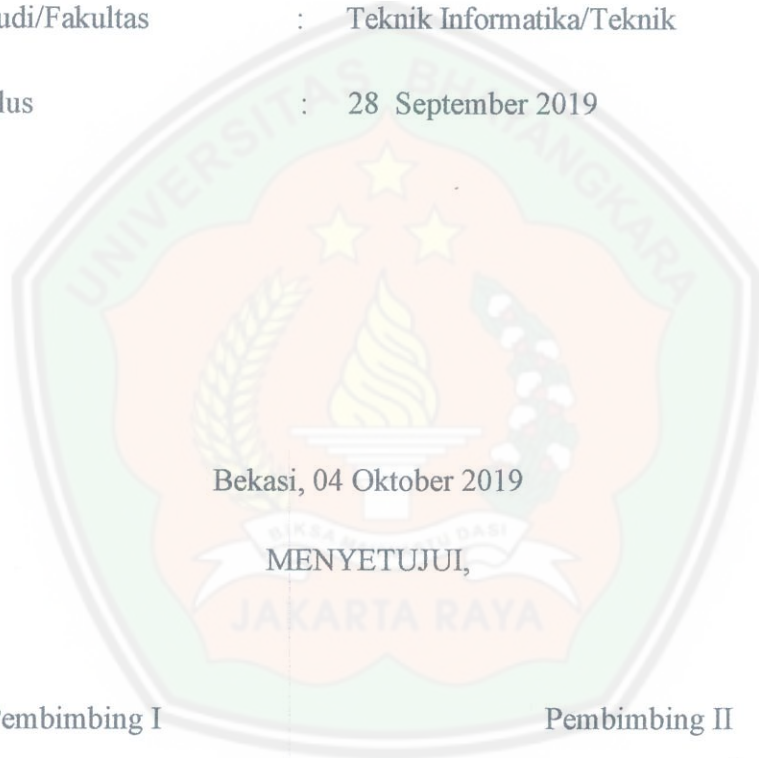 udi/Fakultas : Teknik Informatika/Teknik
lus : 28 September 2019
UNIVERSITAS BHAYANGKARA
Bekasi, 04 Oktober 2019
MENYETUJUI,
JAKARTA RAYA
Pembimbing I Pembimbing II